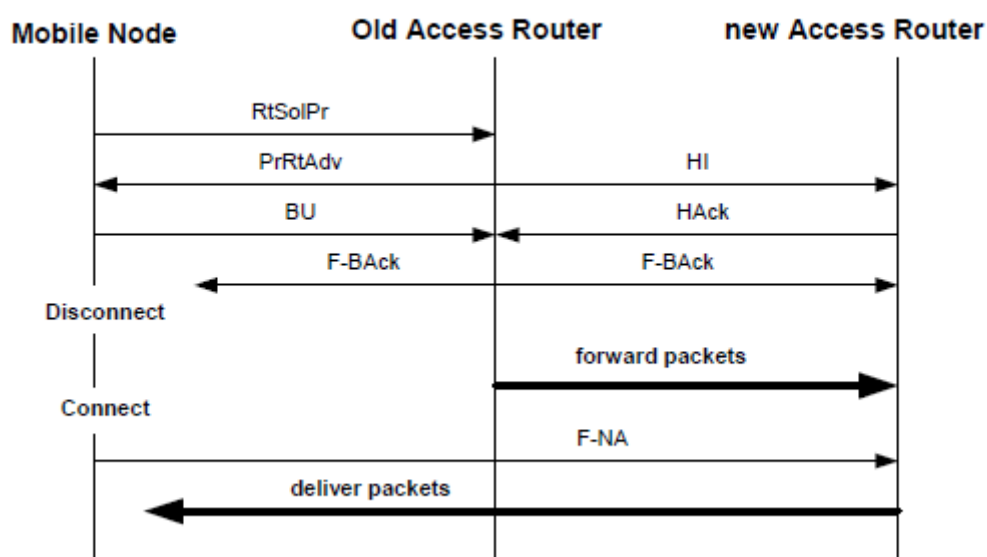 Mobile Node
Old Access Router
new Access Router
RtSolPr
PrRtAdv
HI
BU
HAck
F-BAck
F-BAck
Disconnect
forward packets
Connect
F-NA
deliver packets